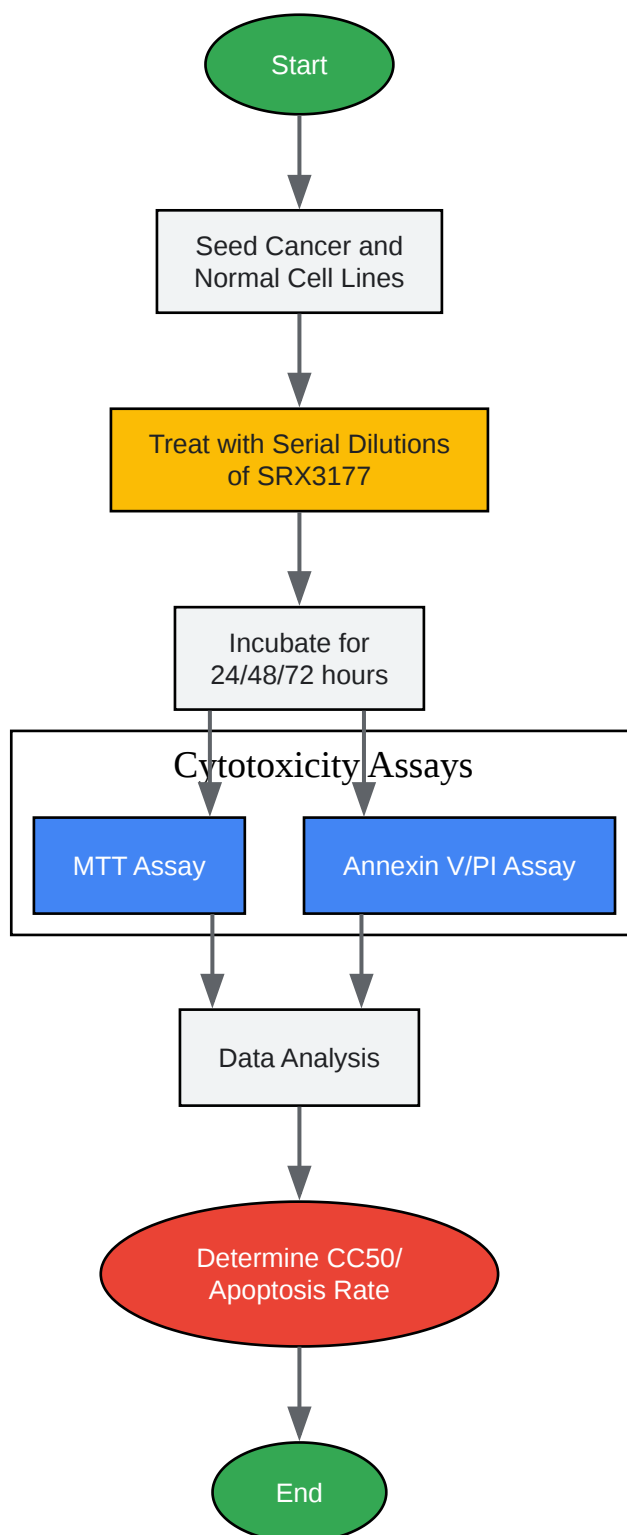 Start
Seed Cancer and
Normal Cell Lines
Treat with Serial Dilutions
of SRX3177
Incubate for
24/48/72 hours
Cytotoxicity Assays
MTT Assay
Annexin V/PI Assay
Data Analysis
Determine CC50/
Apoptosis Rate
End